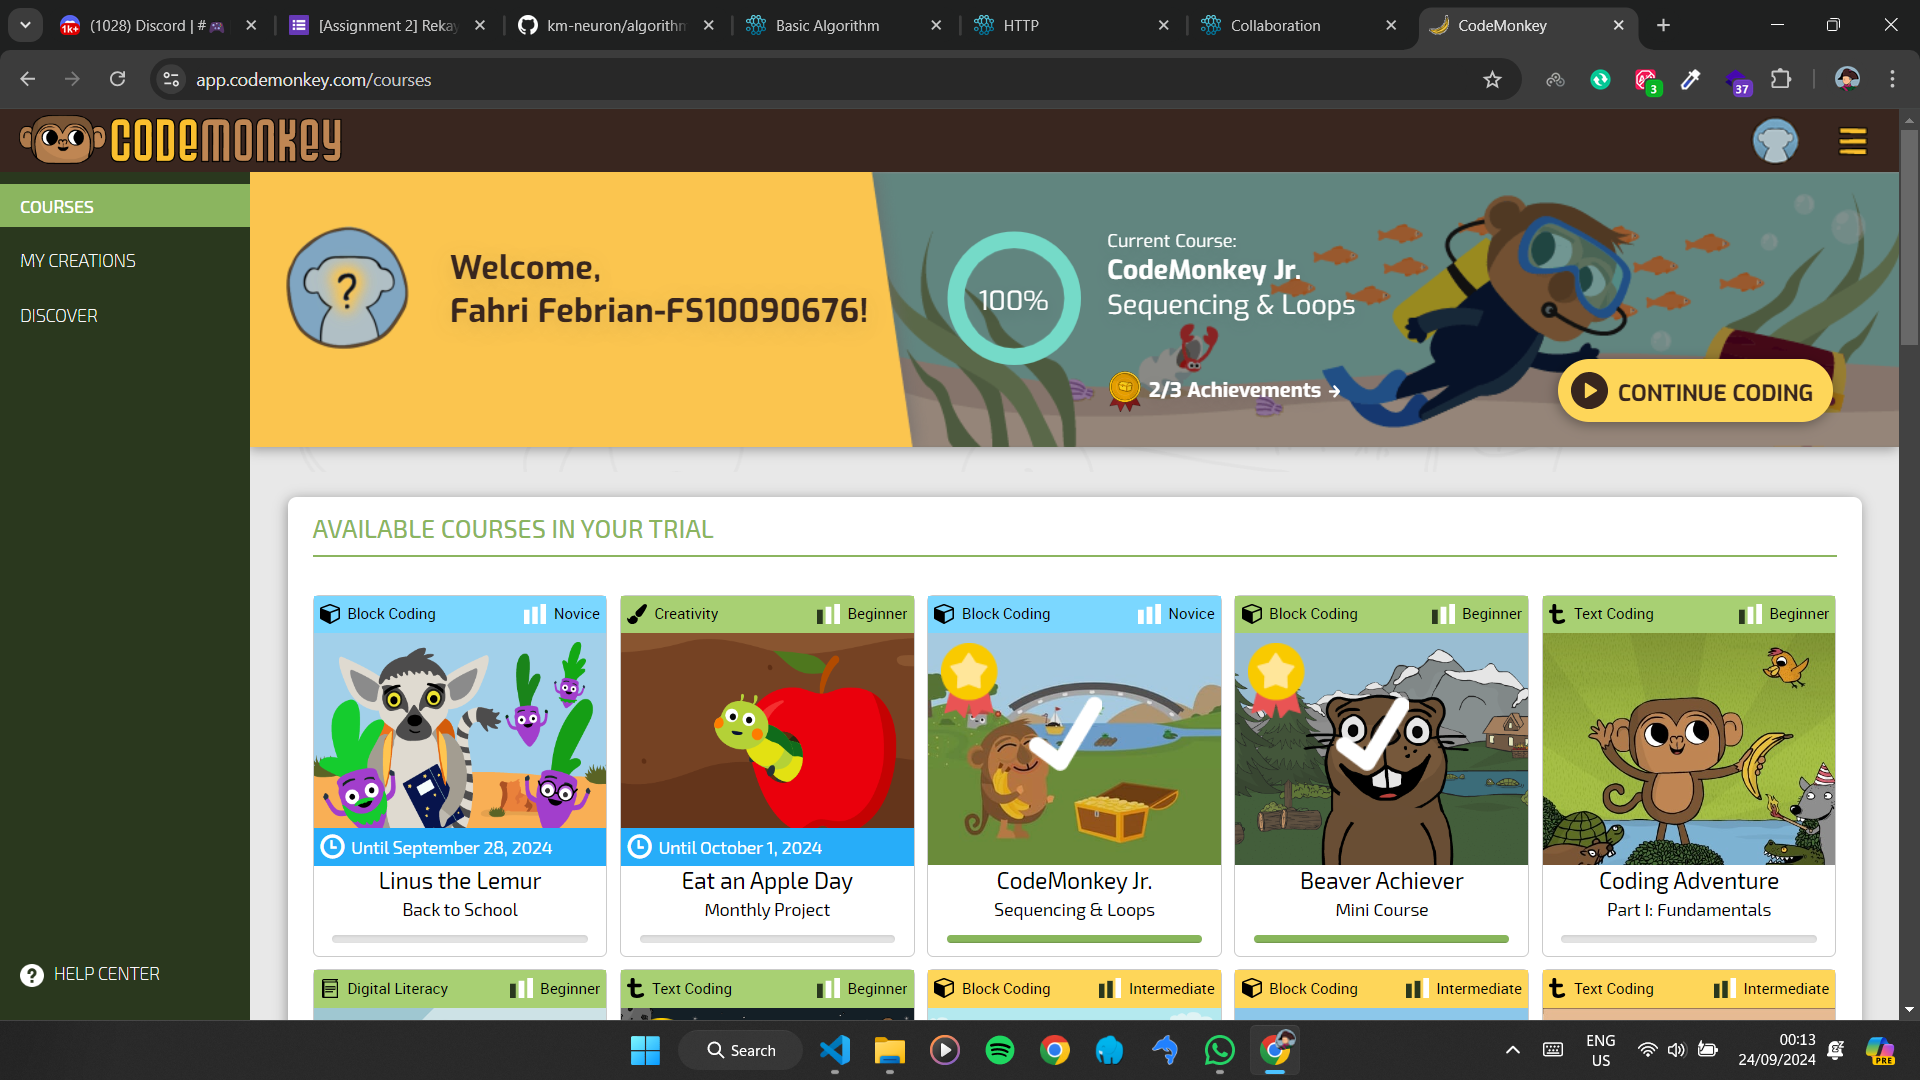 (1028) Discord | #
[Assignment 2] Rekay
km-neuron/algorithm
Basic Algorithm
HTTP
Collaboration
CodeMonkey
app.codemonkey.com/courses
3
37
CODEMONKEY
COURSES
MY CREATIONS
DISCOVER
HELP CENTER
?
Welcome,
Fahri Febrian-FS10090676!
100%
Current Course:
CodeMonkey Jr.
Sequencing & Loops
2/3 Achievements →
CONTINUE CODING
AVAILABLE COURSES IN YOUR TRIAL
Block Coding Novice
Until September 28, 2024
Linus the Lemur
Back to School
Creativity Beginner
Until October 1, 2024
Eat an Apple Day
Monthly Project
Block Coding Novice
CodeMonkey Jr.
Sequencing & Loops
Block Coding Beginner
Beaver Achiever
Mini Course
Text Coding Beginner
Coding Adventure
Part I: Fundamentals
Digital Literacy Beginner
Text Coding Beginner
Block Coding Intermediate
Block Coding Intermediate
Text Coding Intermediate
Search
ENG
US
00:13
24/09/2024
PRE